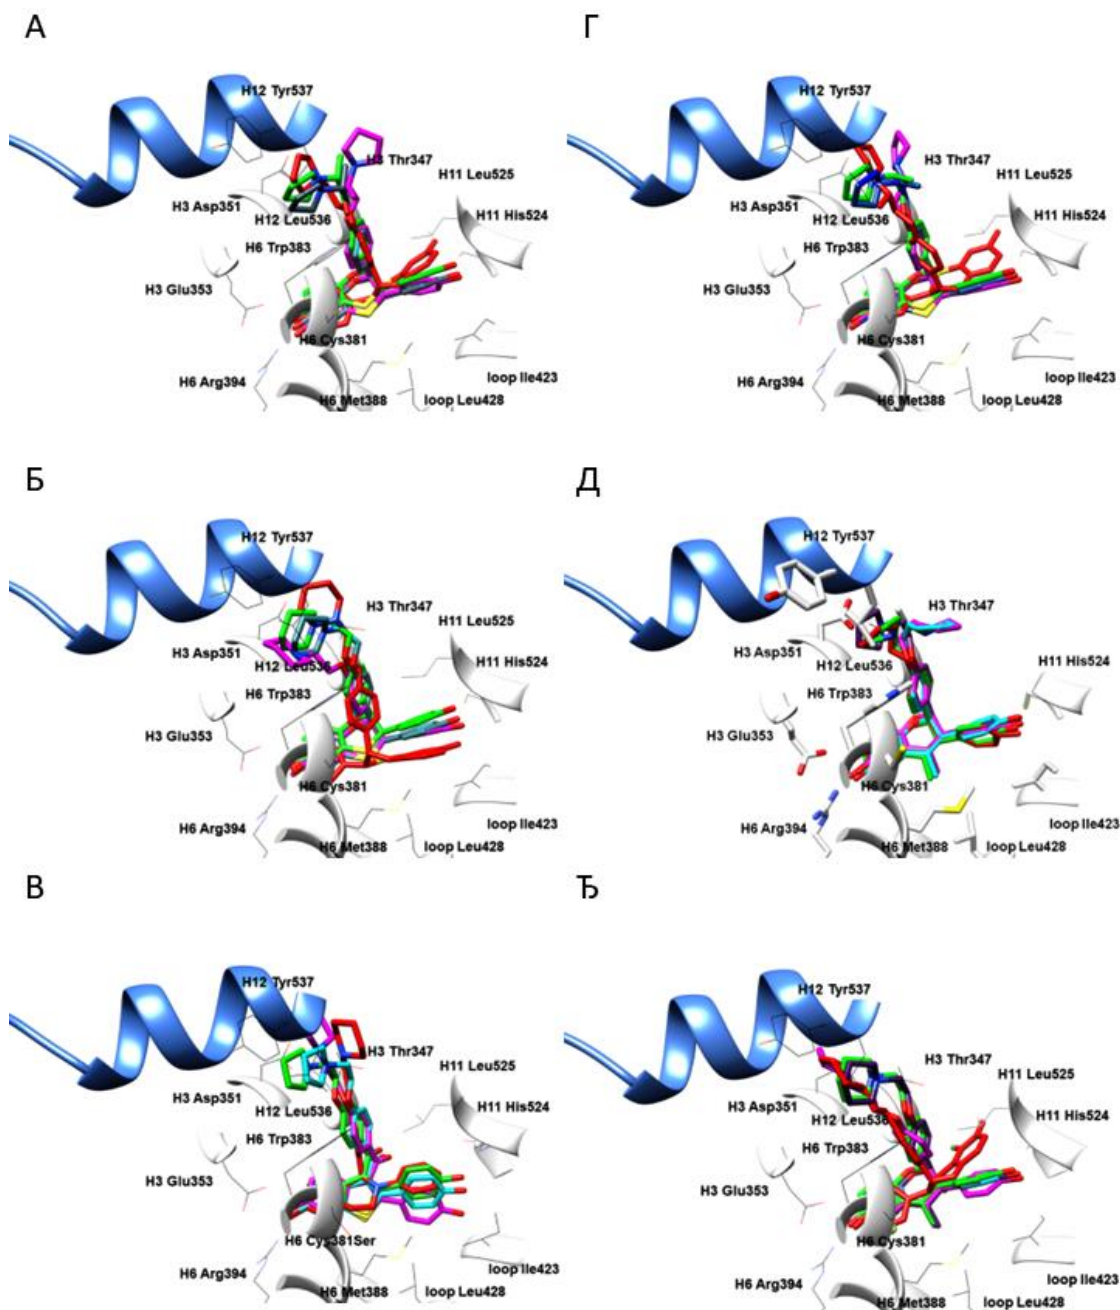 А
H12 Tyr537
H3 Thr347
H11 Leu525
H3 Asp351
H12 Leu536
H11 His524
H6 Trp383
H3 Glu353
H6 Cys381
H6 Arg394
loop Ile423
H6 Met388
loop Leu428
Г
H12 Tyr537
H3 Thr347
H11 Leu525
H3 Asp351
H12 Leu536
H11 His524
H6 Trp383
H3 Glu353
H6 Cys381
H6 Arg394
loop Ile423
H6 Met388
loop Leu428
Б
H12 Tyr537
H3 Thr347
H11 Leu525
H3 Asp351
H12 Leu536
H11 His524
H6 Trp383
H3 Glu353
H6 Cys381
H6 Arg394
loop Ile423
H6 Met388
loop Leu428
Д
H12 Tyr537
H3 Thr347
H3 Asp351
H12 Leu536
H11 His524
H6 Trp383
H3 Glu353
H6 Cys381
H6 Arg394
loop Ile423
H6 Met388
loop Leu428
В
H12 Tyr537
H3 Thr347
H11 Leu525
H3 Asp351
H12 Leu536
H11 His524
H6 Trp383
H3 Glu353
H6 Cys381Ser
H6 Arg394
loop Ile423
H6 Met388
loop Leu428
Ђ
H12 Tyr537
H3 Thr347
H11 Leu525
H3 Asp351
H12 Leu536
H11 His524
H6 Trp383
H3 Glu353
H6 Cys381
H6 Arg394
loop Ile423
H6 Met388
loop Leu428